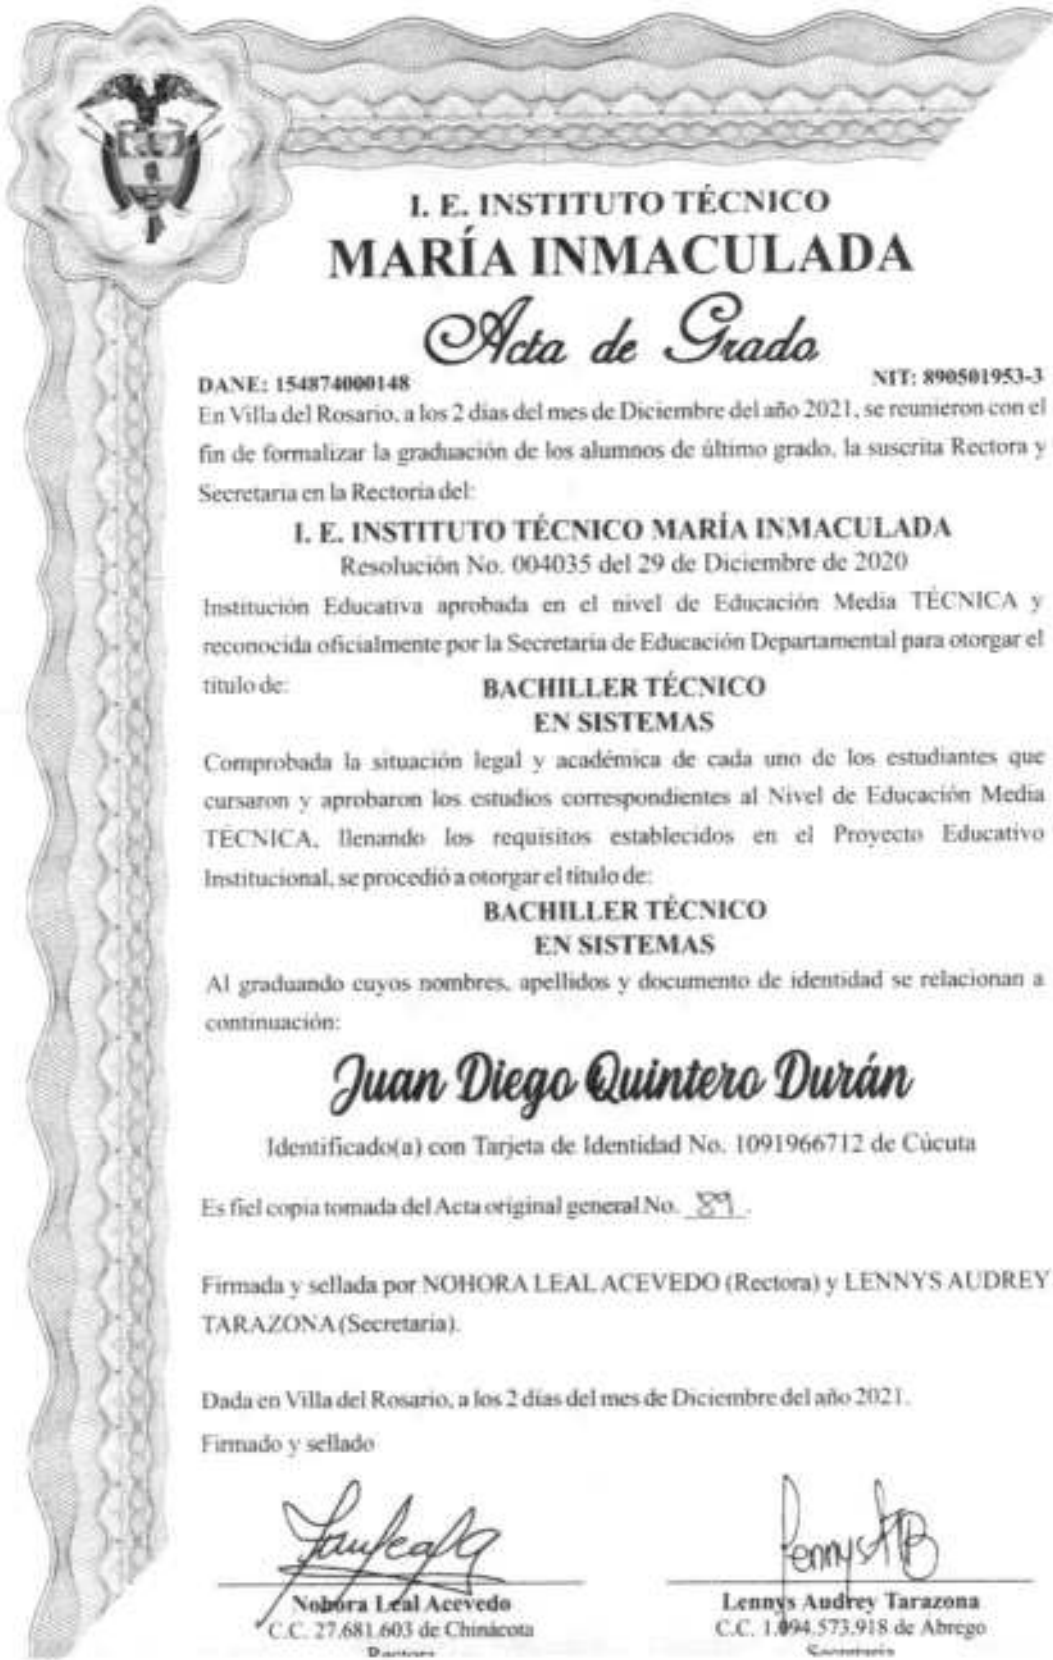 I. E. INSTITUTO TÉCNICO
MARÍA INMACULADA
Acta de Grado
DANE: 154874000148
NIT: 890501953-3
En Villa del Rosario, a los 2 dias del mes de Diciembre del año 2021, se reunieron con el
fin de formalizar la graduación de los alumnos de último grado, la suscrita Rectora y
Secretaria en la Rectoria del:
I. E. INSTITUTO TÉCNICO MARÍA INMACULADA
Resolución No. 004035 del 29 de Diciembre de 2020
Institución Educativa aprobada en el nivel de Educación Media TÉCNICA y
reconocida oficialmente por la Secretaria de Educación Departamental para otorgar el
titulo de:
BACHILLER TÉCNICO
EN SISTEMAS
Comprobada la situación legal y académica de cada uno de los estudiantes que
cursaron y aprobaron los estudios correspondientes al Nivel de Educación Media
TÉCNICA, llenando los requisitos establecidos en el Proyecto Educativo
Institucional, se procedió a otorgar el titulo de:
BACHILLER TÉCNICO
EN SISTEMAS
Al graduando cuyos nombres, apellidos y documento de identidad se relacionan a
continuación:
Juan Diego Quintero Durán
Identificado(a) con Tarjeta de Identidad No. 1091966712 de Cúcuta
Es fiel copia tomada del Acta original general No. 89.
Firmada y sellada por NOHORA LEAL ACEVEDO (Rectora) y LENNYS AUDREY
TARAZONA (Secretaria).
Dada en Villa del Rosario, a los 2 días del mes de Diciembre del año 2021.
Firmado y sellado
Nohora Leal Acevedo
C.C. 27.681.603 de Chinácota
Rectora
Lennys Audrey Tarazona
C.C. 1.094.573.918 de Abrego
Secretaria